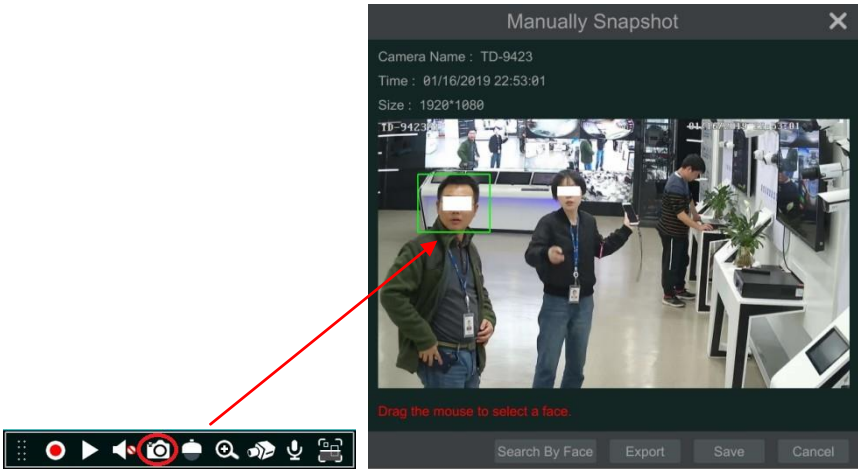 Manually Snapshot
Camera Name : TD-9423
Time : 01/16/2019 22:53:01
Size : 1920*1080
TD-9423
01/16/2019 22:53:01
Drag the mouse to select a face.
Search By Face Export Save Cancel